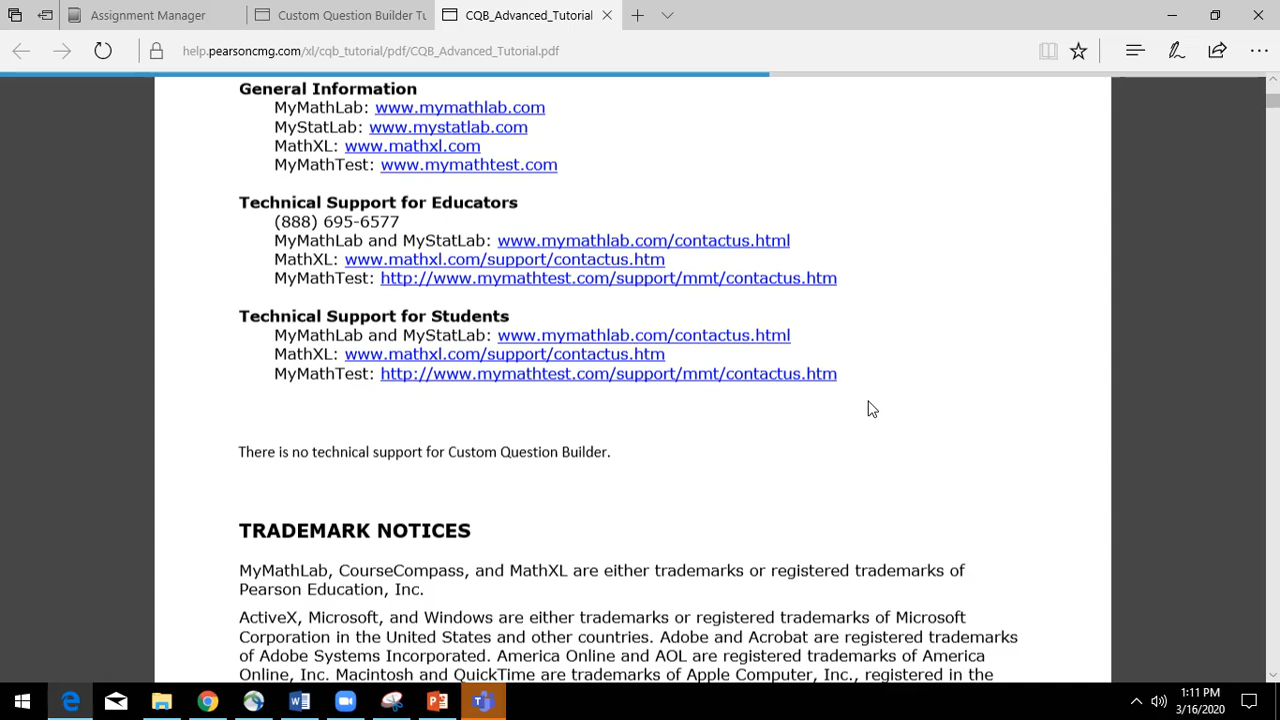 Assignment Manager
Custom Question Builder Tu
CQB_Advanced_Tutorial
help.pearsoncmg.com/xl/cqb_tutorial/pdf/CQB_Advanced_Tutorial.pdf
General Information
MyMathLab: www.mymathlab.com
MyStatLab: www.mystatlab.com
MathXL: www.mathxl.com
MyMathTest: www.mymathtest.com
Technical Support for Educators
(888) 695-6577
MyMathLab and MyStatLab: www.mymathlab.com/contactus.html
MathXL: www.mathxl.com/support/contactus.htm
MyMathTest: http://www.mymathtest.com/support/mmt/contactus.htm
Technical Support for Students
MyMathLab and MyStatLab: www.mymathlab.com/contactus.html
MathXL: www.mathxl.com/support/contactus.htm
MyMathTest: http://www.mymathtest.com/support/mmt/contactus.htm
There is no technical support for Custom Question Builder.
TRADEMARK NOTICES
MyMathLab, CourseCompass, and MathXL are either trademarks or registered trademarks of
Pearson Education, Inc.
ActiveX, Microsoft, and Windows are either trademarks or registered trademarks of Microsoft
Corporation in the United States and other countries. Adobe and Acrobat are registered trademarks
of Adobe Systems Incorporated. America Online and AOL are registered trademarks of America
Online, Inc. Macintosh and QuickTime are trademarks of Apple Computer, Inc., registered in the
1:11 PM
3/16/2020